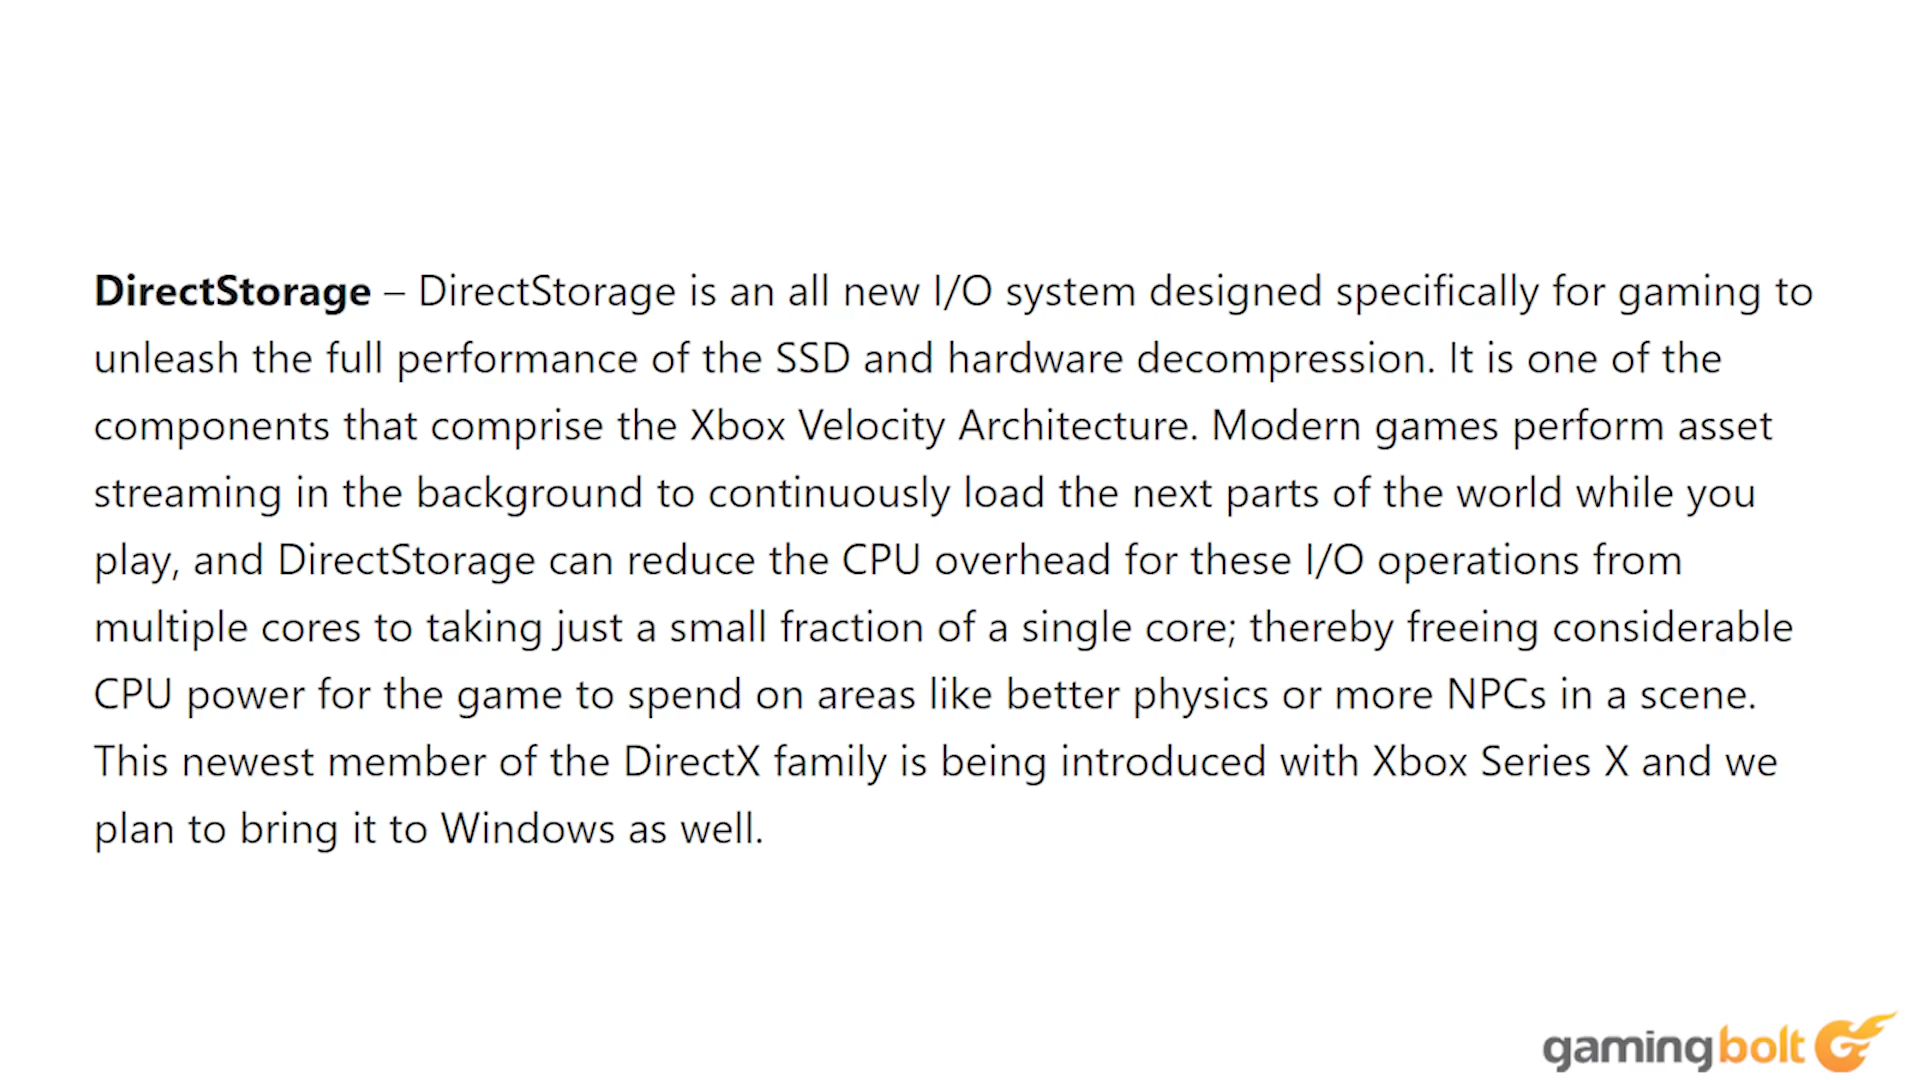 DirectStorage – DirectStorage is an all new I/O system designed specifically for gaming to
unleash the full performance of the SSD and hardware decompression. It is one of the
components that comprise the Xbox Velocity Architecture. Modern games perform asset
streaming in the background to continuously load the next parts of the world while you
play, and DirectStorage can reduce the CPU overhead for these I/O operations from
multiple cores to taking just a small fraction of a single core; thereby freeing considerable
CPU power for the game to spend on areas like better physics or more NPCs in a scene.
This newest member of the DirectX family is being introduced with Xbox Series X and we
plan to bring it to Windows as well.
gamingbolt